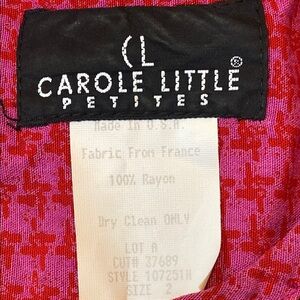 CL
CAROLE LITTLE®
PETITES
Made In U.S.A.
Fabric From France
100% Rayon
Dry Clean ONLY
LOT A
CUT# 37689
STYLE 107251H
SIZE 2